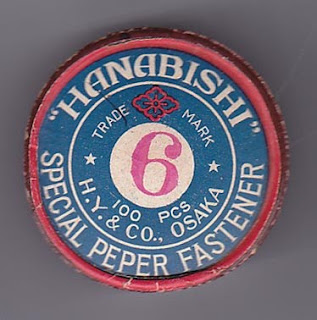 "HANABISHI"
TRADE MARK
6
100 PCS
H.Y. & CO., OSAKA
SPECIAL PEPER FASTENER